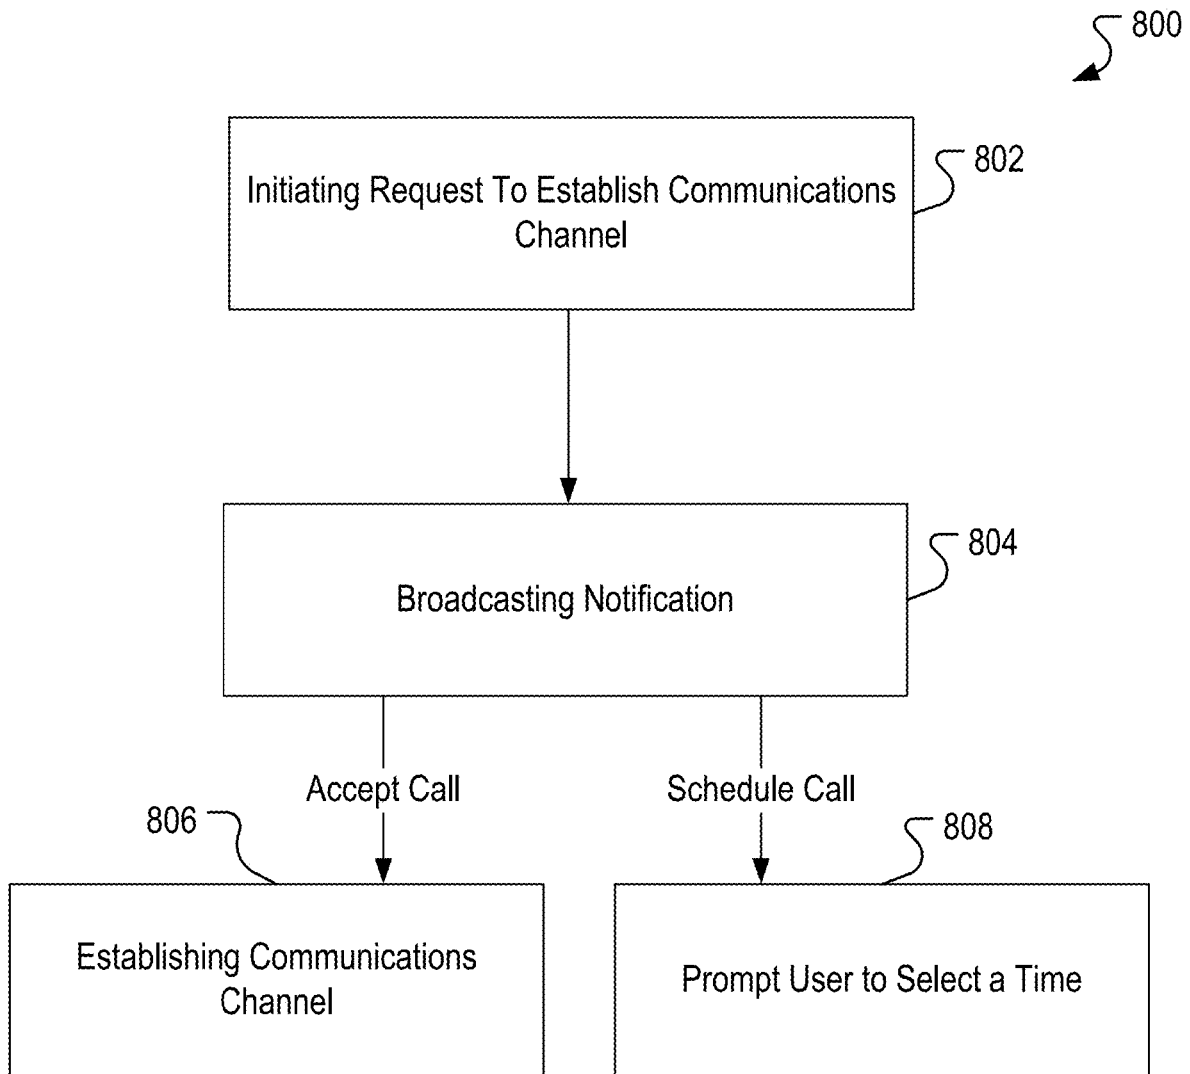 800
Initiating Request To Establish Communications
Channel
802
Broadcasting Notification
804
Accept Call
Schedule Call
806
808
Establishing Communications
Channel
Prompt User to Select a Time